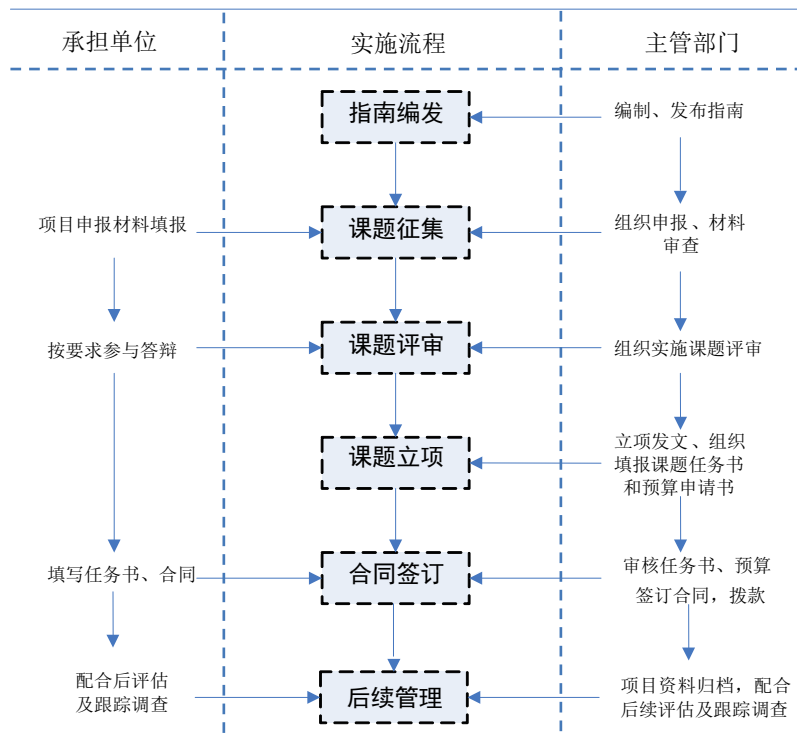 承担单位
实施流程
主管部门
指南编发
编制、发布指南
项目申报材料填报
课题征集
组织申报、材料
审查
按要求参与答辩
课题评审
组织实施课题评审
课题立项
立项发文、组织
填报课题任务书
和预算申请书
填写任务书、合同
合同签订
审核任务书、预算
签订合同，拨款
配合后评估
及跟踪调查
后续管理
项目资料归档，配合
后续评估及跟踪调查